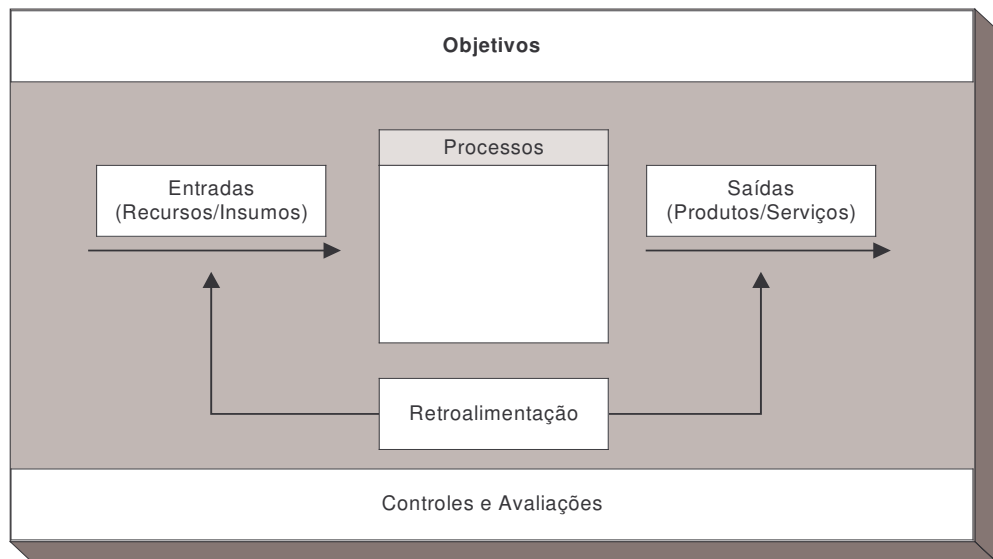 Objetivos
Processos
Entradas
(Recursos/Insumos)
Saídas
(Produtos/Serviços)
Retroalimentação
Controles e Avaliações